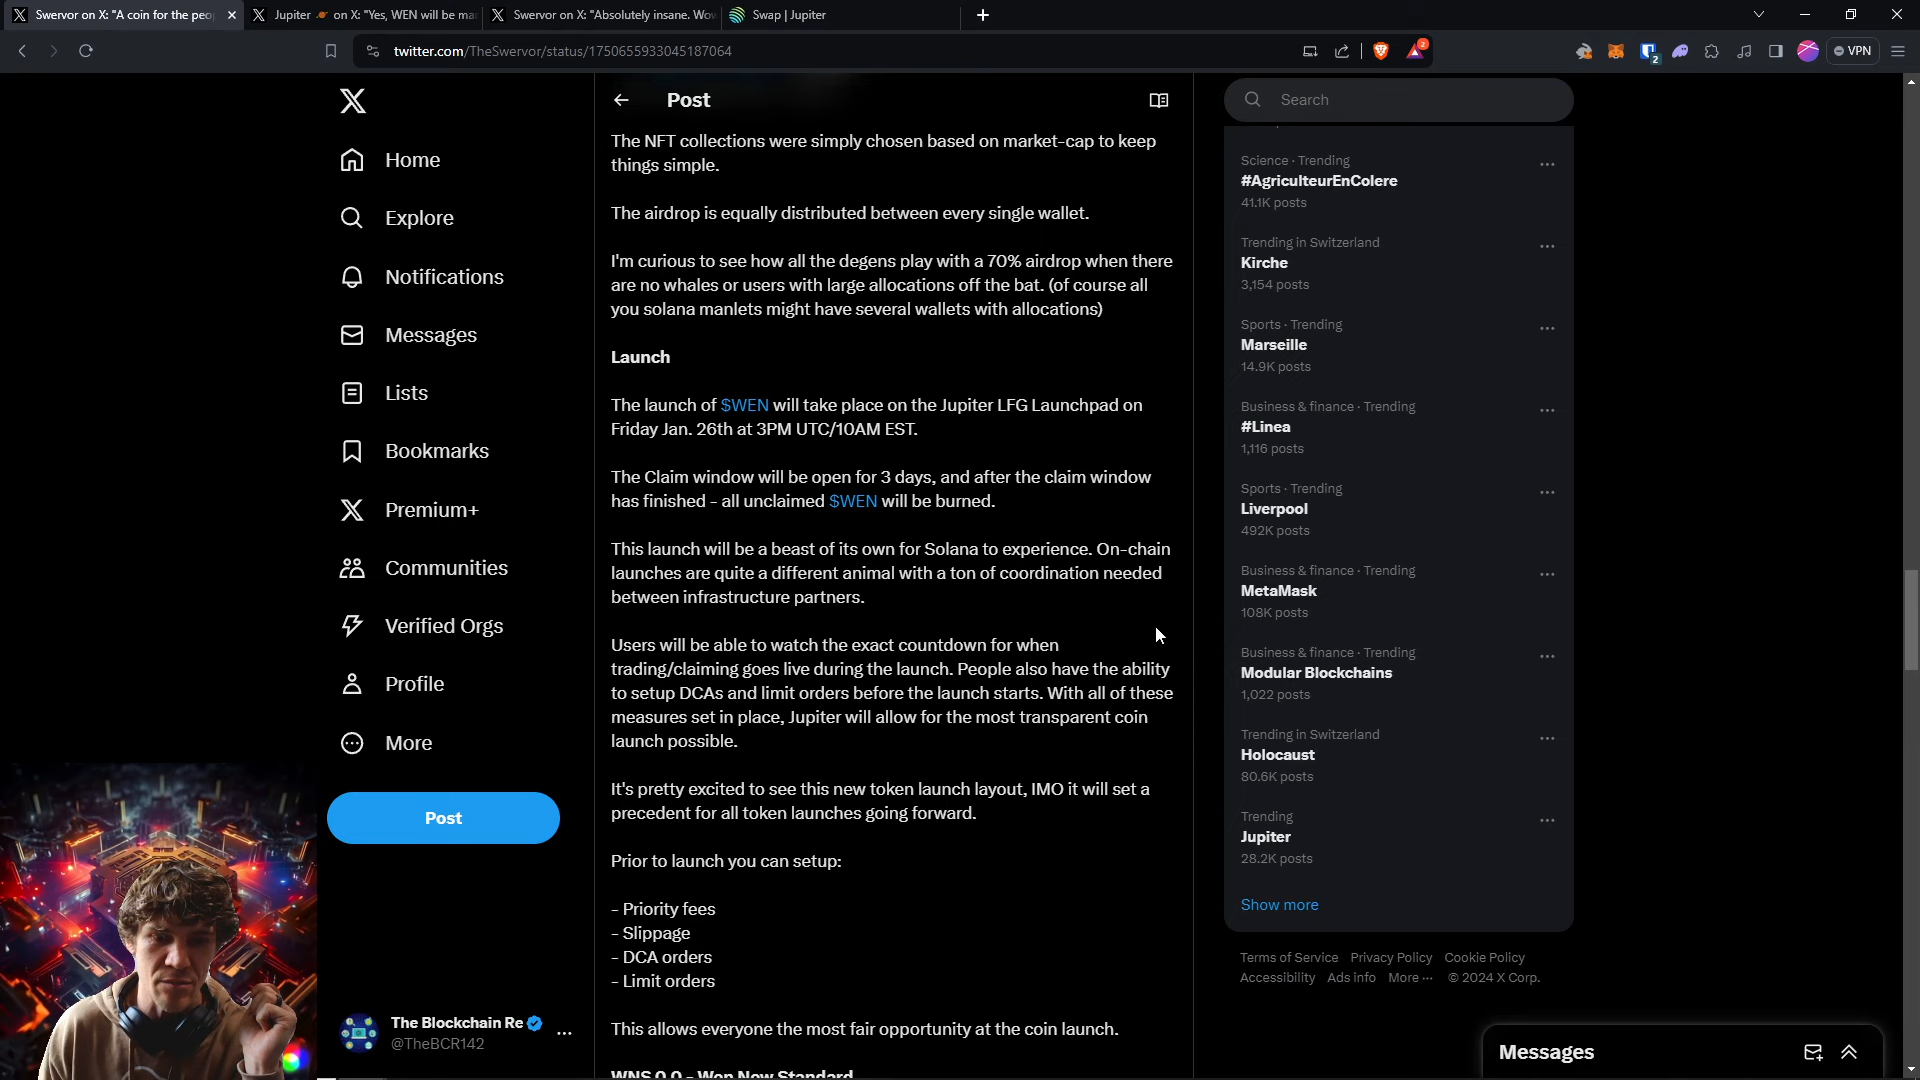 Swervor on X: "A coin for the peop
Jupiter on X: "Yes, WEN will be mar
Swervor on X: "Absolutely insane. Wow
Swap | Jupiter
twitter.com/TheSwervor/status/1750655933045187064
2
2
VPN
Home
Explore
Notifications
Messages
Lists
Bookmarks
Premium+
Communities
Verified Orgs
Profile
More
Post
The Blockchain Re
@TheBCR142
Post
The NFT collections were simply chosen based on market-cap to keep
things simple.
The airdrop is equally distributed between every single wallet.
I'm curious to see how all the degens play with a 70% airdrop when there
are no whales or users with large allocations off the bat. (of course all
you solana manlets might have several wallets with allocations)
Launch
The launch of $WEN will take place on the Jupiter LFG Launchpad on
Friday Jan. 26th at 3PM UTC/10AM EST.
The Claim window will be open for 3 days, and after the claim window
has finished - all unclaimed $WEN will be burned.
This launch will be a beast of its own for Solana to experience. On-chain
launches are quite a different animal with a ton of coordination needed
between infrastructure partners.
Users will be able to watch the exact countdown for when
trading/claiming goes live during the launch. People also have the ability
to setup DCAs and limit orders before the launch starts. With all of these
measures set in place, Jupiter will allow for the most transparent coin
launch possible.
It's pretty excited to see this new token launch layout, IMO it will set a
precedent for all token launches going forward.
Prior to launch you can setup:
- Priority fees
- Slippage
- DCA orders
- Limit orders
This allows everyone the most fair opportunity at the coin launch.
WNS 0.0 - Wen New Standard
Search
Science · Trending
#AgriculteurEnColere
41.1K posts
Trending in Switzerland
Kirche
3,154 posts
Sports · Trending
Marseille
14.9K posts
Business & finance · Trending
#Linea
1,116 posts
Sports · Trending
Liverpool
492K posts
Business & finance · Trending
MetaMask
108K posts
Business & finance · Trending
Modular Blockchains
1,022 posts
Trending in Switzerland
Holocaust
80.6K posts
Trending
Jupiter
28.2K posts
Show more
Terms of Service Privacy Policy Cookie Policy
Accessibility Ads info More ··· © 2024 X Corp.
Messages